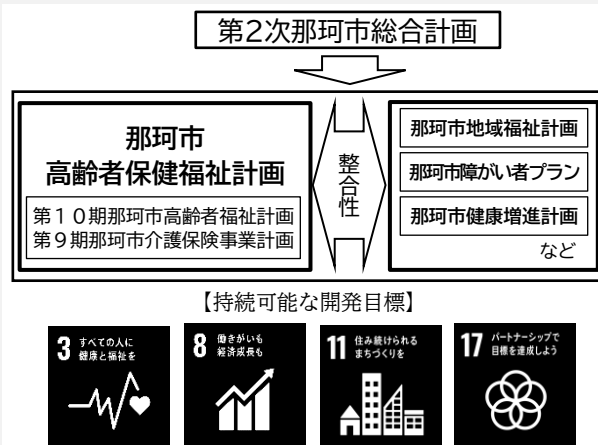 第2次那珂市総合計画
那珂市
高齢者保健福祉計画
第１０期那珂市高齢者福祉計画
第９期那珂市介護保険事業計画
整合性
那珂市地域福祉計画
那珂市障がい者プラン
那珂市健康増進計画
など
【持続可能な開発目標】
3 すべての人に
健康と福祉を
8 働きがいも
経済成長も
11 住み続けられる
まちづくりを
17 パートナーシップで
目標を達成しよう